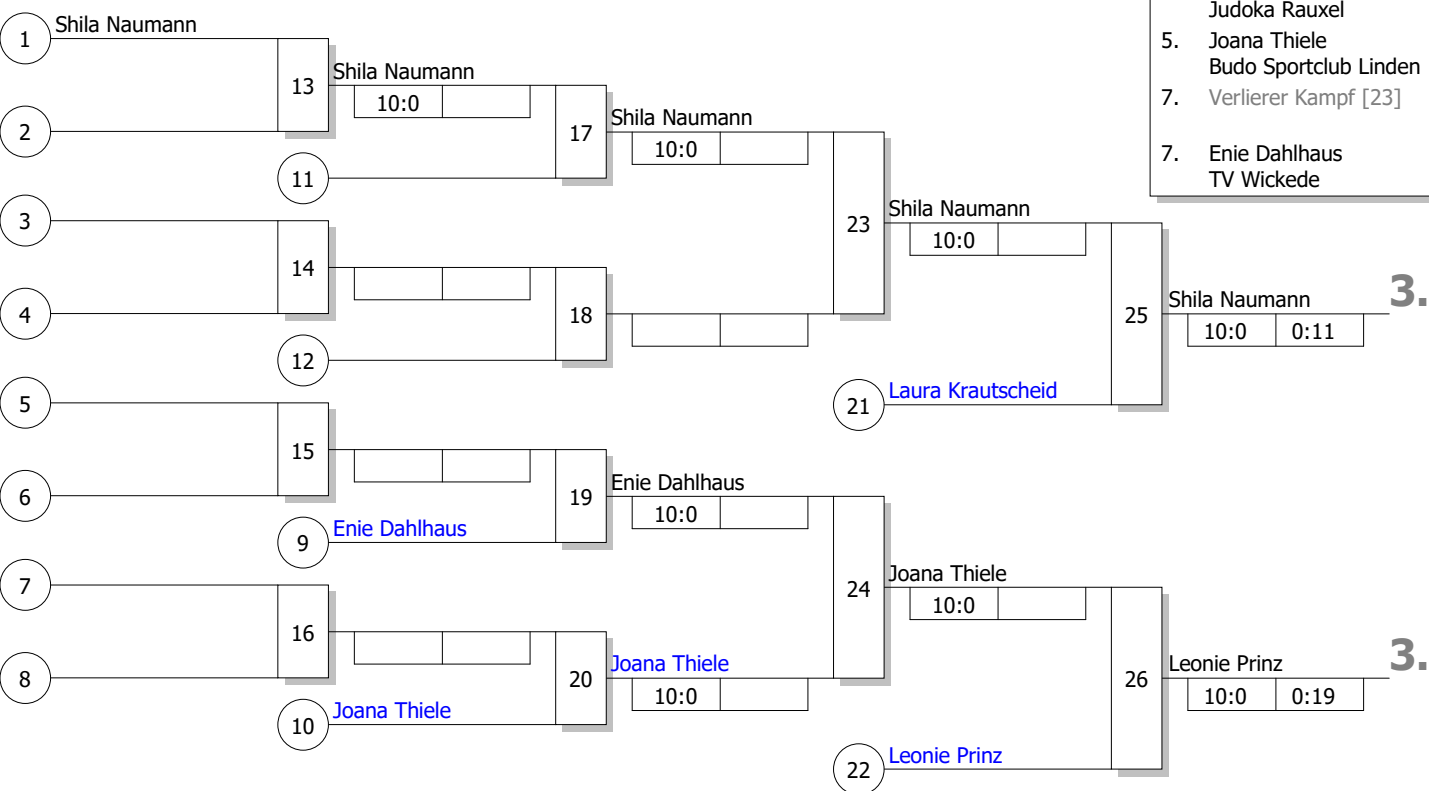 Judoka Rauxel
5. Joana Thiele
Budo Sportclub Linden
7. Verlierer Kampf [23]
7. Enie Dahlhaus
TV Wickede
1 Shila Naumann
2
13 Shila Naumann
10:0
11
17 Shila Naumann
10:0
3
4
14
12
18
23 Shila Naumann
10:0
21 Laura Krautscheid
25 Shila Naumann 3.
10:0 0:11
5
6
15
9 Enie Dahlhaus
19 Enie Dahlhaus
10:0
7
8
16
10 Joana Thiele
20 Joana Thiele
10:0
24 Joana Thiele
10:0
22 Leonie Prinz
26 Leonie Prinz 3.
10:0 0:19